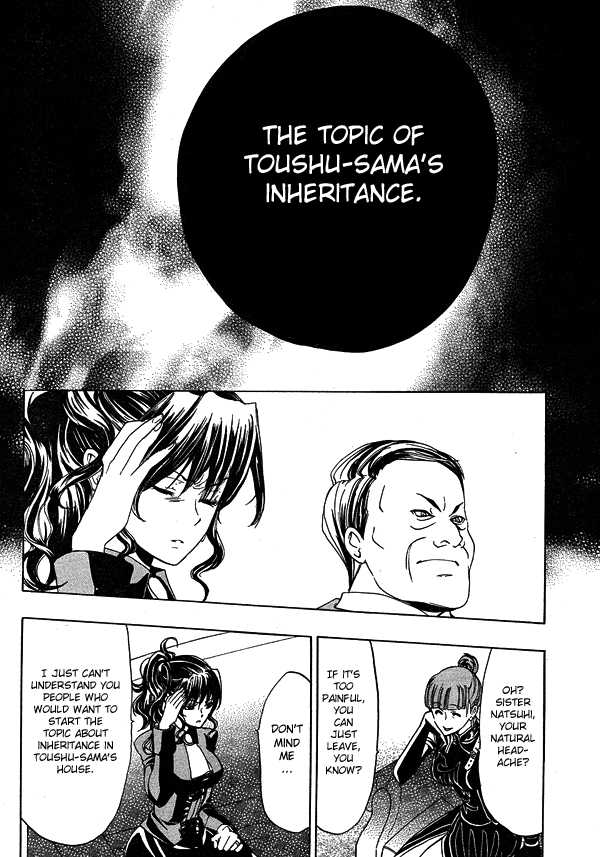 THE TOPIC OF
TOUSHU-SAMA'S
INHERITANCE.
OH?
SISTER
NATSUHI,
YOUR
NATURAL
HEAD-
ACHE?
IF IT'S
TOO
PAINFUL,
YOU
CAN
JUST
LEAVE,
YOU
KNOW?
DON'T
MIND
ME
...
I JUST CAN'T
UNDERSTAND YOU
PEOPLE WHO
WOULD WANT TO
START THE
TOPIC ABOUT
INHERITANCE IN
TOUSHU-SAMA'S
HOUSE.